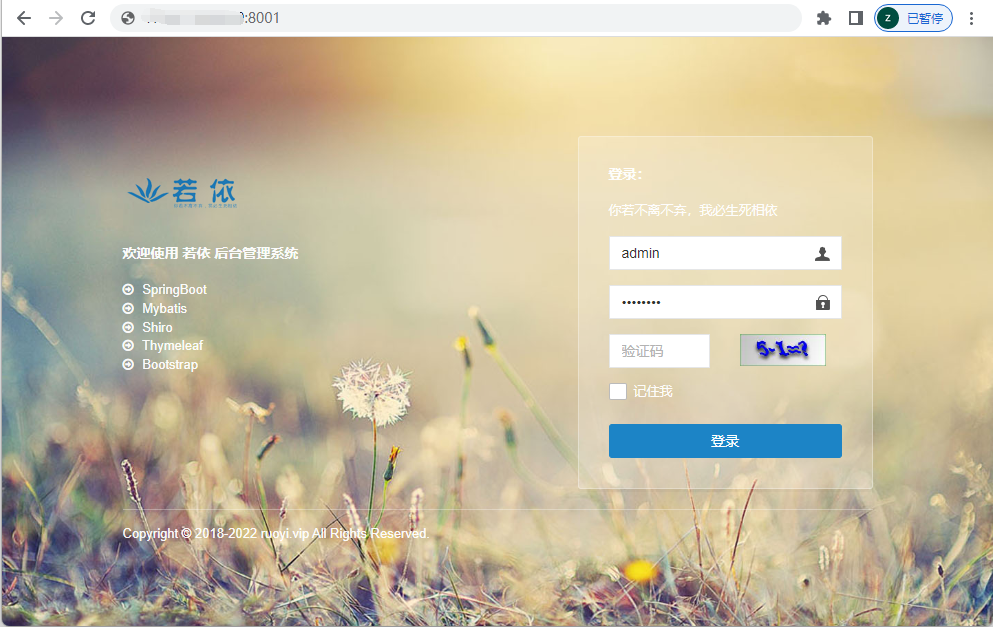 :8001
Z
已暂停
若 依
欢迎使用 若依 后台管理系统
SpringBoot
Mybatis
Shiro
Thymeleaf
Bootstrap
登录：
你若不离不弃，我必生死相依
admin
••••••••
验证码
5-1=?
记住我
登录
Copyright © 2018-2022 ruoyi.vip All Rights Reserved.